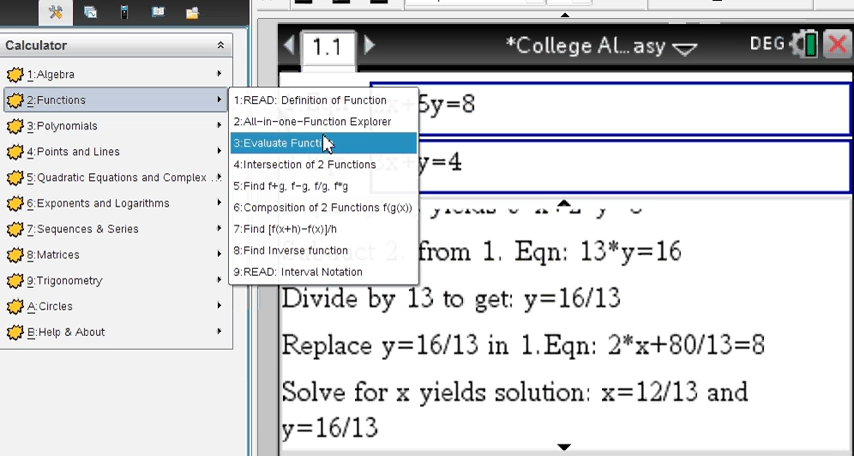 Calculator
1:Algebra
2:Functions
3:Polynomials
4:Points and Lines
5:Quadratic Equations and Complex ...
6:Exponents and Logarithms
7:Sequences & Series
8:Matrices
9:Trigonometry
A:Circles
B:Help & About
1:READ: Definition of Function
2:All-in-one-Function Explorer
3:Evaluate Functi
4:Intersection of 2 Functions
5:Find f+g, f-g, f/g, f*g
6:Composition of 2 Functions f(g(x))
7:Find [f(x+h)-f(x)]/h
8:Find Inverse function
9:READ: Interval Notation
1.1
*College Al...asy
DEG
5y=8
+y=4
from 1. Eqn: 13*y=16
Divide by 13 to get: y=16/13
Replace y=16/13 in 1.Eqn: 2*x+80/13=8
Solve for x yields solution: x=12/13 and
y=16/13